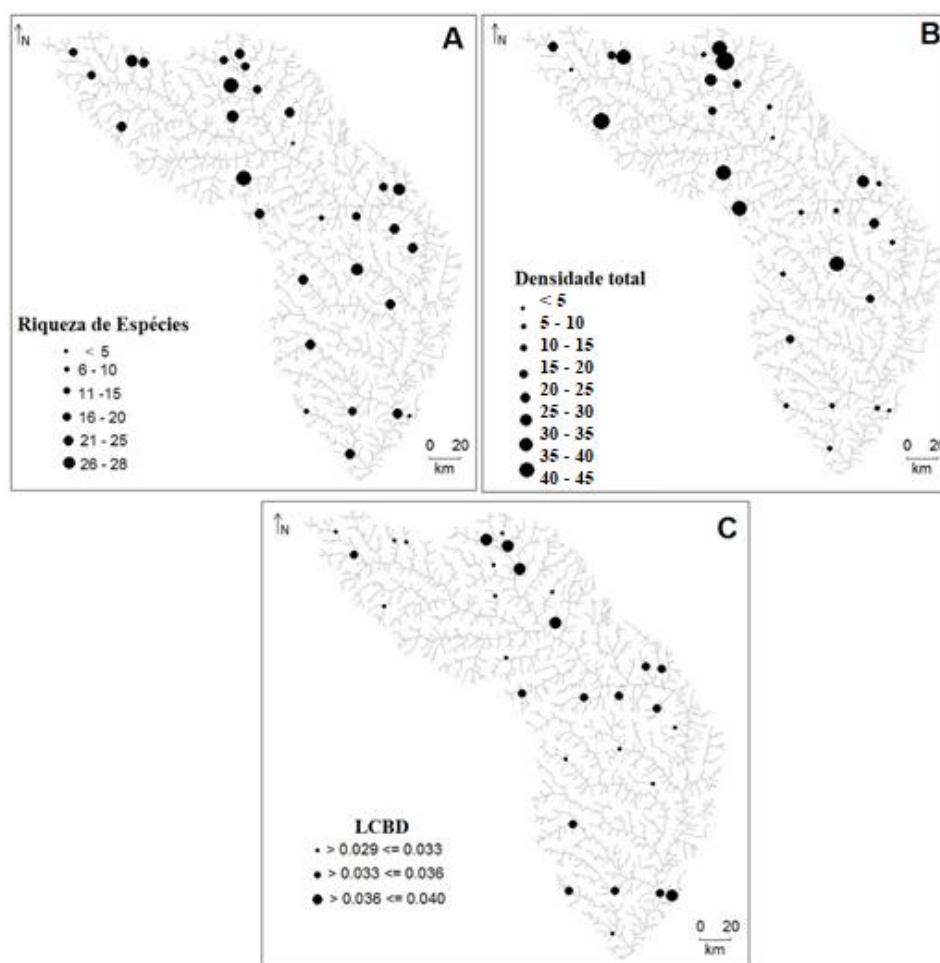 N
A
Riqueza de Espécies
< 5
6 - 10
11 -15
16 - 20
21 - 25
26 - 28
0 20
km
N
B
Densidade total
< 5
5 - 10
10 - 15
15 - 20
20 - 25
25 - 30
30 - 35
35 - 40
40 - 45
0 20
km
N
C
LCBD
> 0.029 <= 0.033
> 0.033 <= 0.036
> 0.036 <= 0.040
0 20
km